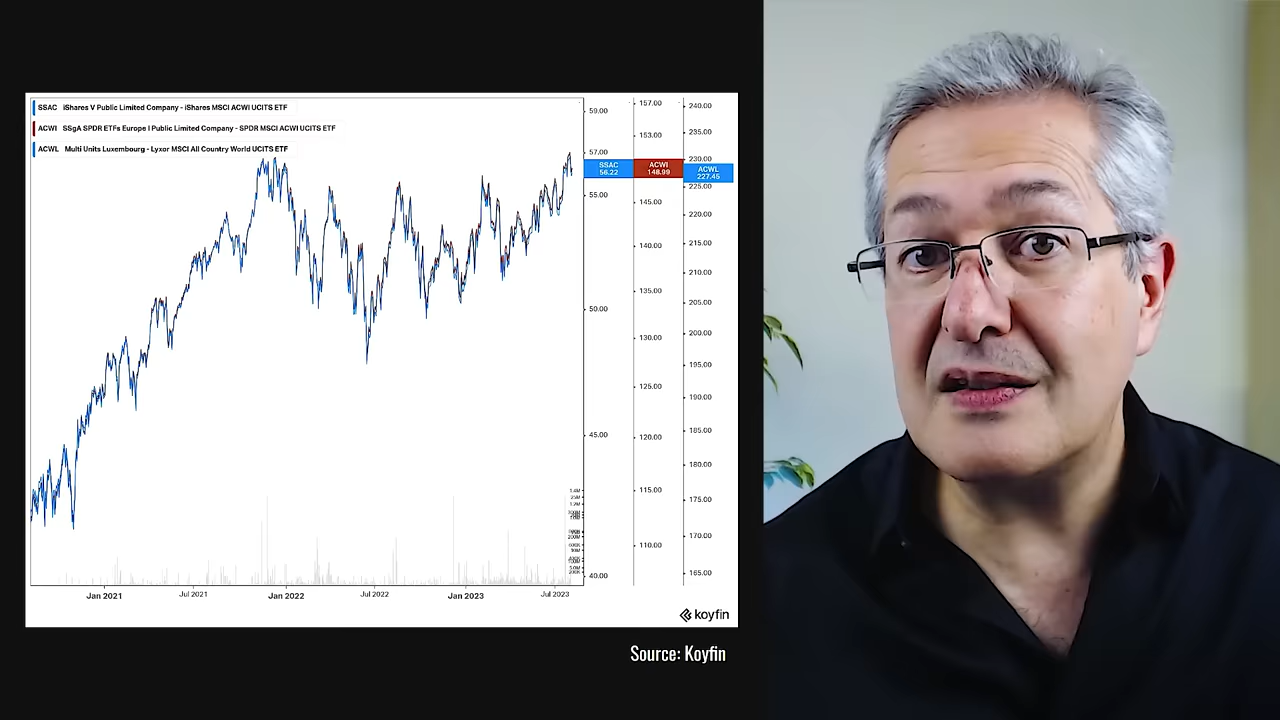 SSAC iShares V Public Limited Company - iShares MSCI ACWI UCITS ETF
ACWI SSgA SPDR ETFs Europe I Public Limited Company - SPDR MSCI ACWI UCITS ETF
ACWL Multi Units Luxembourg - Lyxor MSCI All Country World UCITS ETF
59.00
57.00
55.00
50.00
45.00
40.00
SSAC
56.22
157.00
153.00
145.00
140.00
135.00
130.00
125.00
120.00
115.00
110.00
ACWI
148.99
240.00
235.00
230.00
225.00
220.00
215.00
210.00
205.00
200.00
195.00
190.00
185.00
180.00
175.00
170.00
165.00
ACWL
227.45
Jan 2021
Jul 2021
Jan 2022
Jul 2022
Jan 2023
Jul 2023
koyfin
Source: Koyfin